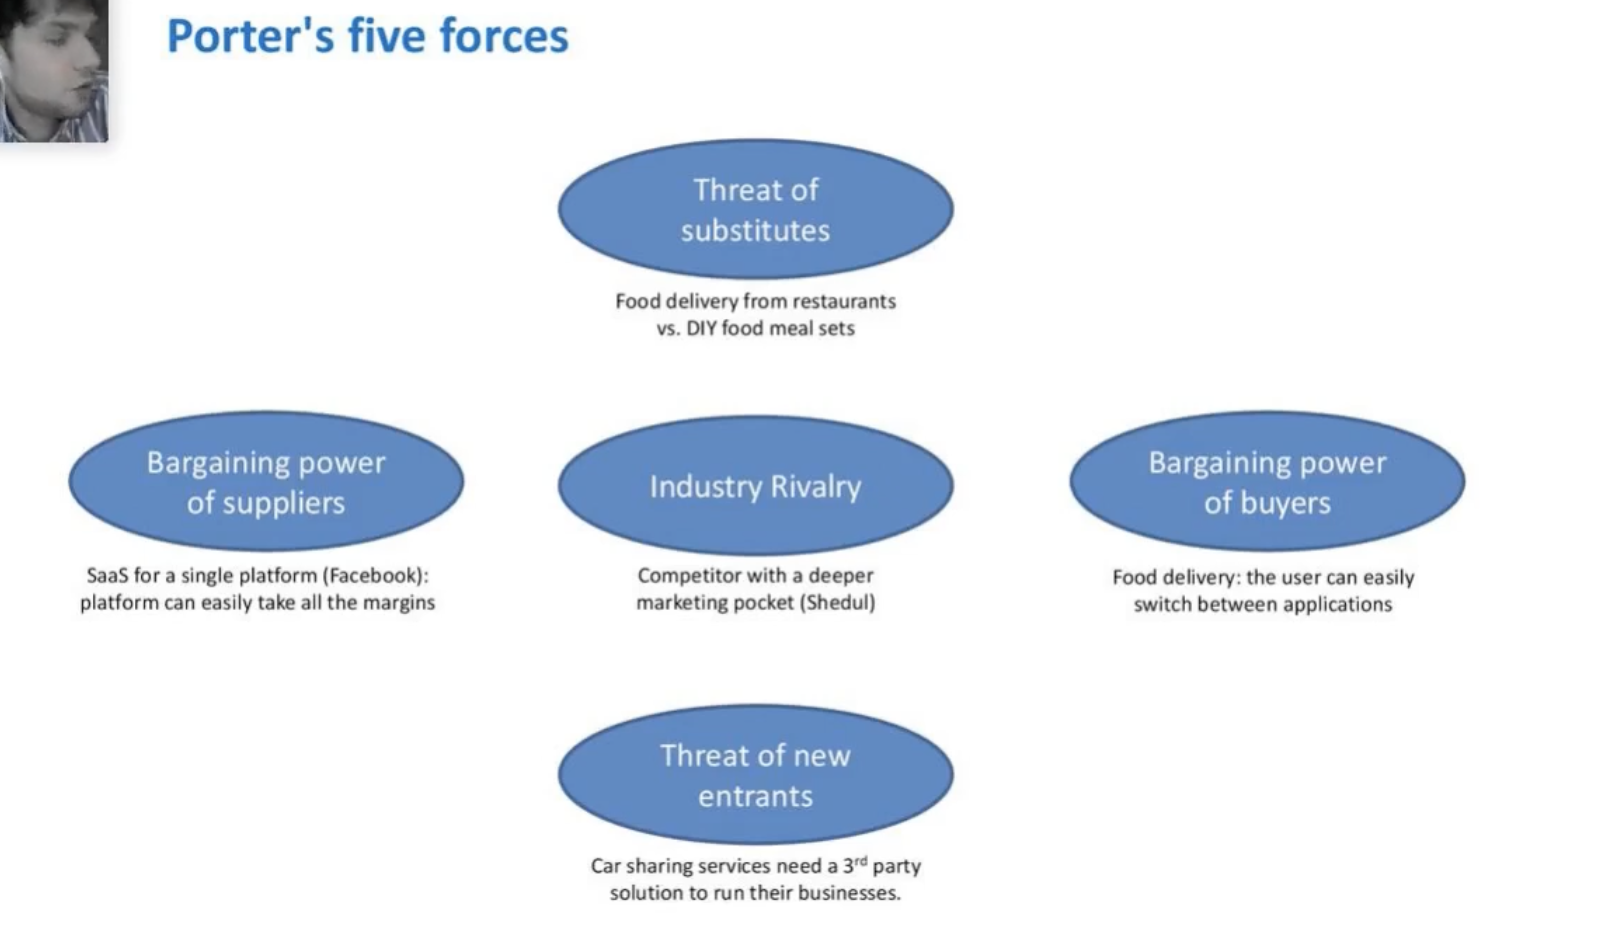 Porter's five forces
Threat of
substitutes
Food delivery from restaurants
vs. DIY food meal sets
Bargaining power
of suppliers
SaaS for a single platform (Facebook):
platform can easily take all the margins
Industry Rivalry
Competitor with a deeper
marketing pocket (Shedul)
Bargaining power
of buyers
Food delivery: the user can easily
switch between applications
Threat of new
entrants
Car sharing services need a 3rd party
solution to run their businesses.